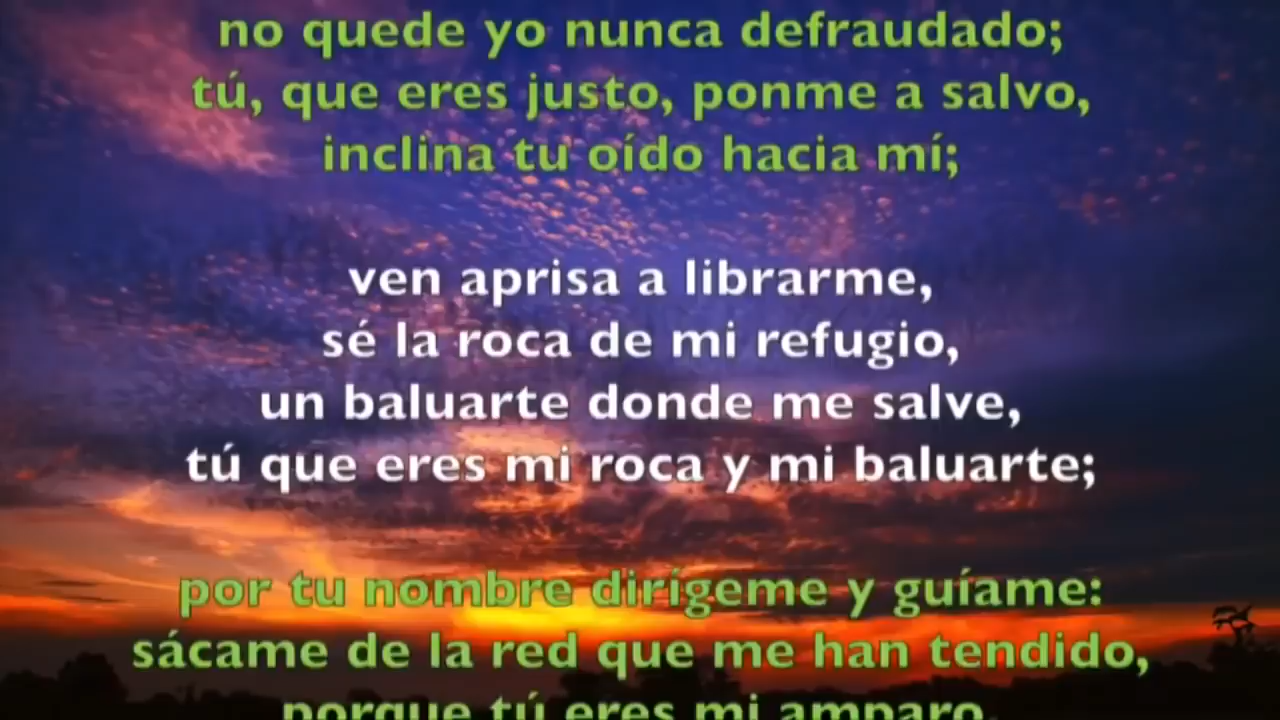 no quede yo nunca defraudado;
tú, que eres justo, ponme a salvo,
inclina tu oído hacia mí;
ven aprisa a librarme,
sé la roca de mi refugio,
un baluarte donde me salve,
tú que eres mi roca y mi baluarte;
por tu nombre dirígeme y guíame:
sácame de la red que me han tendido,
porque tú eres mi amparo.